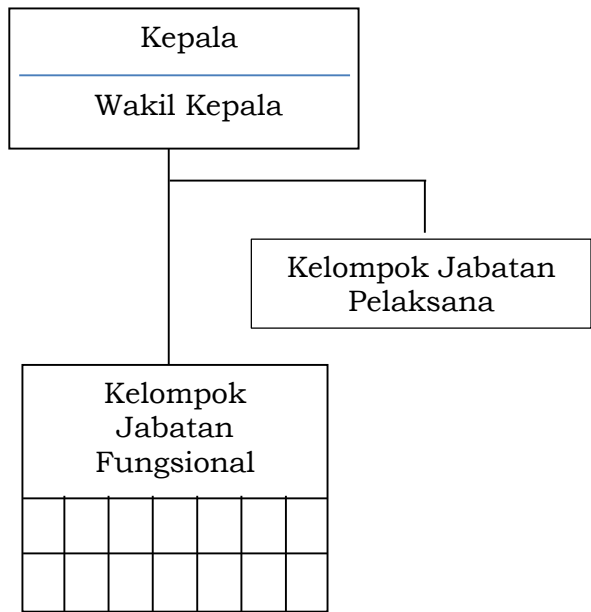 Kepala
Wakil Kepala
Kelompok Jabatan
Pelaksana
Kelompok
Jabatan
Fungsional